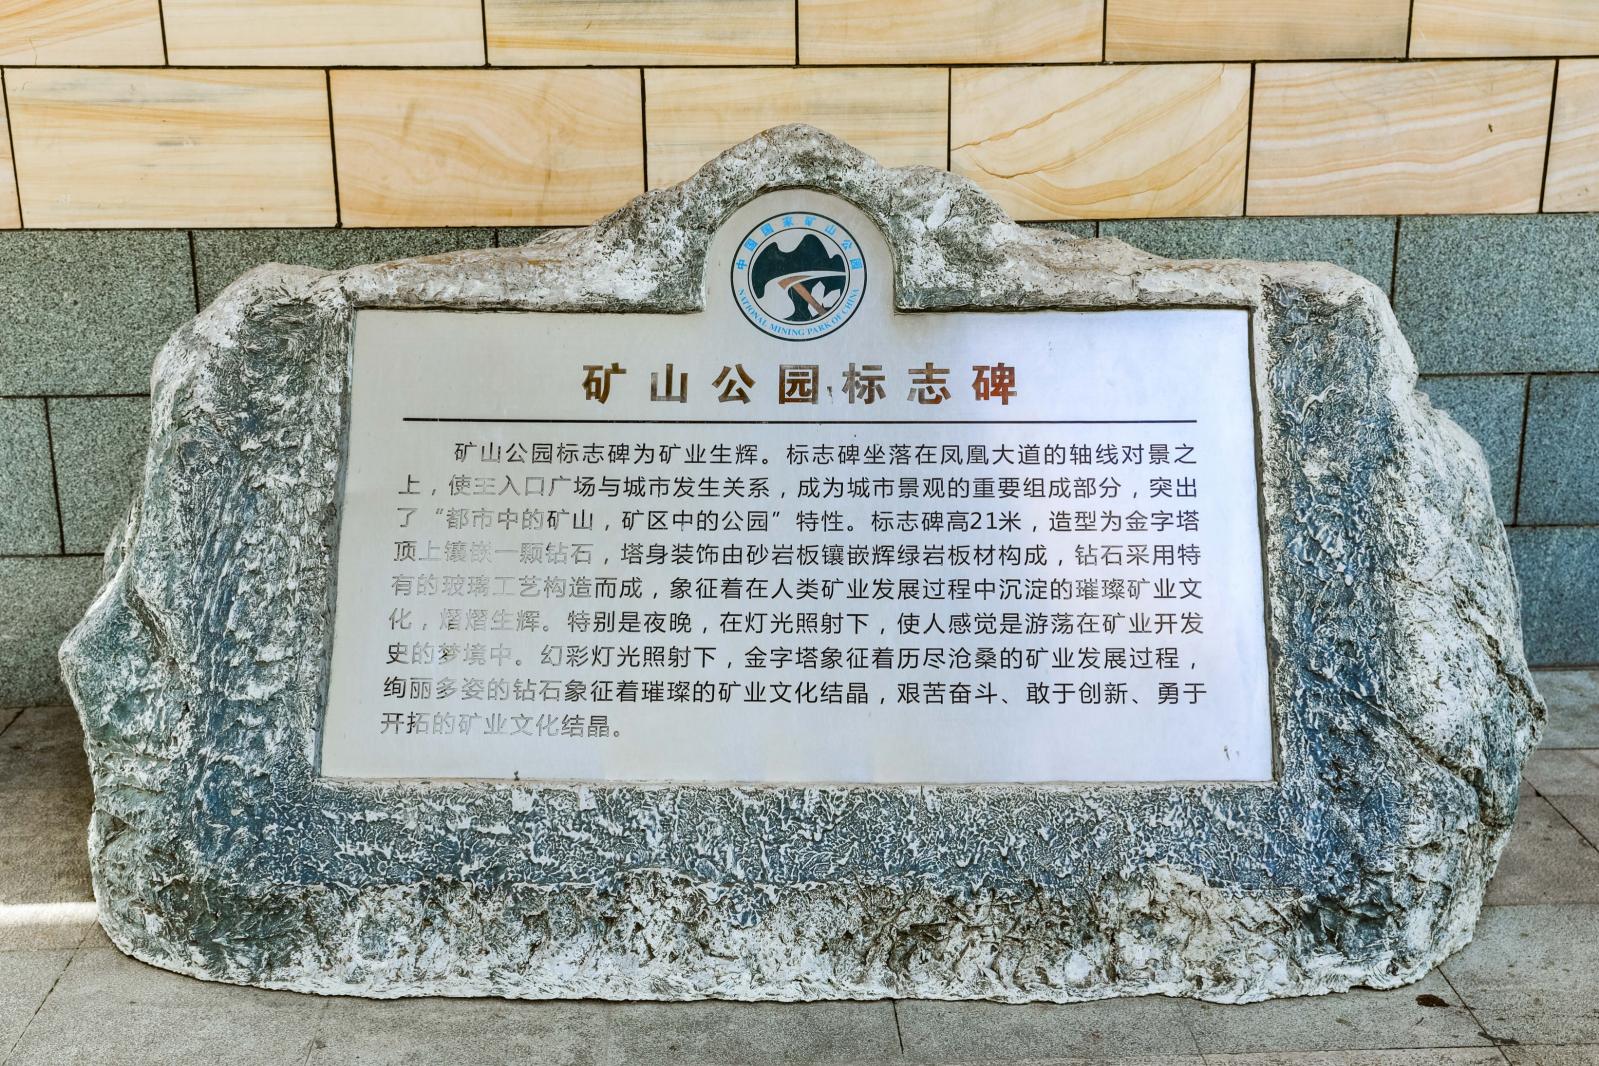 中国国家矿山公园
NATIONAL MINING PARK OF CHINA
矿山公园标志碑
矿山公园标志碑为矿业生辉。标志碑坐落在凤凰大道的轴线对景之
上，使主入口广场与城市发生关系，成为城市景观的重要组成部分，突出
了“都市中的矿山，矿区中的公园”特性。标志碑高21米，造型为金字塔
顶上镶嵌一颗钻石，塔身装饰由砂岩板镶嵌辉绿岩板材构成，钻石采用特
有的玻璃工艺构造而成，象征着在人类矿业发展过程中沉淀的璀璨矿业文
化，熠熠生辉。特别是夜晚，在灯光照射下，使人感觉是游荡在矿业开发
史的梦境中。幻彩灯光照射下，金字塔象征着历尽沧桑的矿业发展过程，
绚丽多姿的钻石象征着璀璨的矿业文化结晶，艰苦奋斗、敢于创新、勇于
开拓的矿业文化结晶。